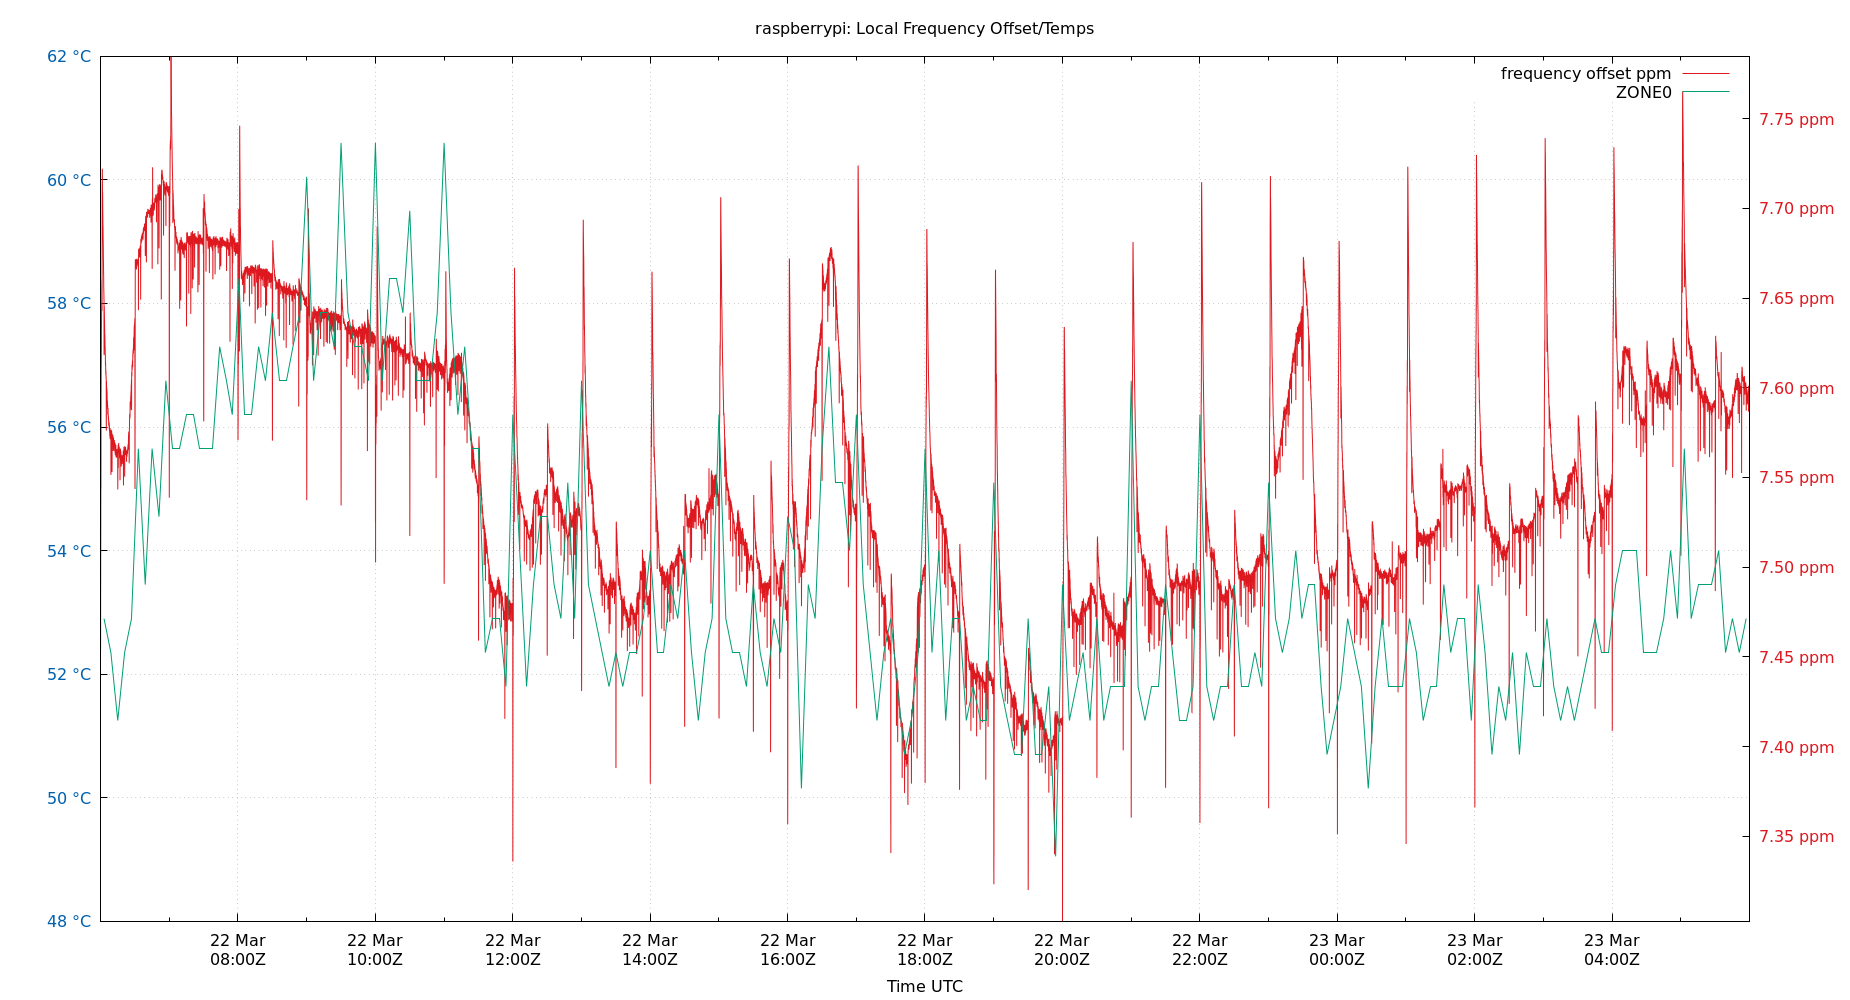 raspberrypi: Local Frequency Offset/Temps
frequency offset ppm
ZONE0
62 °C
60 °C
58 °C
56 °C
54 °C
52 °C
50 °C
48 °C
7.75 ppm
7.70 ppm
7.65 ppm
7.60 ppm
7.55 ppm
7.50 ppm
7.45 ppm
7.40 ppm
7.35 ppm
22 Mar
08:00Z
22 Mar
10:00Z
22 Mar
12:00Z
22 Mar
14:00Z
22 Mar
16:00Z
22 Mar
18:00Z
22 Mar
20:00Z
22 Mar
22:00Z
23 Mar
00:00Z
23 Mar
02:00Z
23 Mar
04:00Z
Time UTC